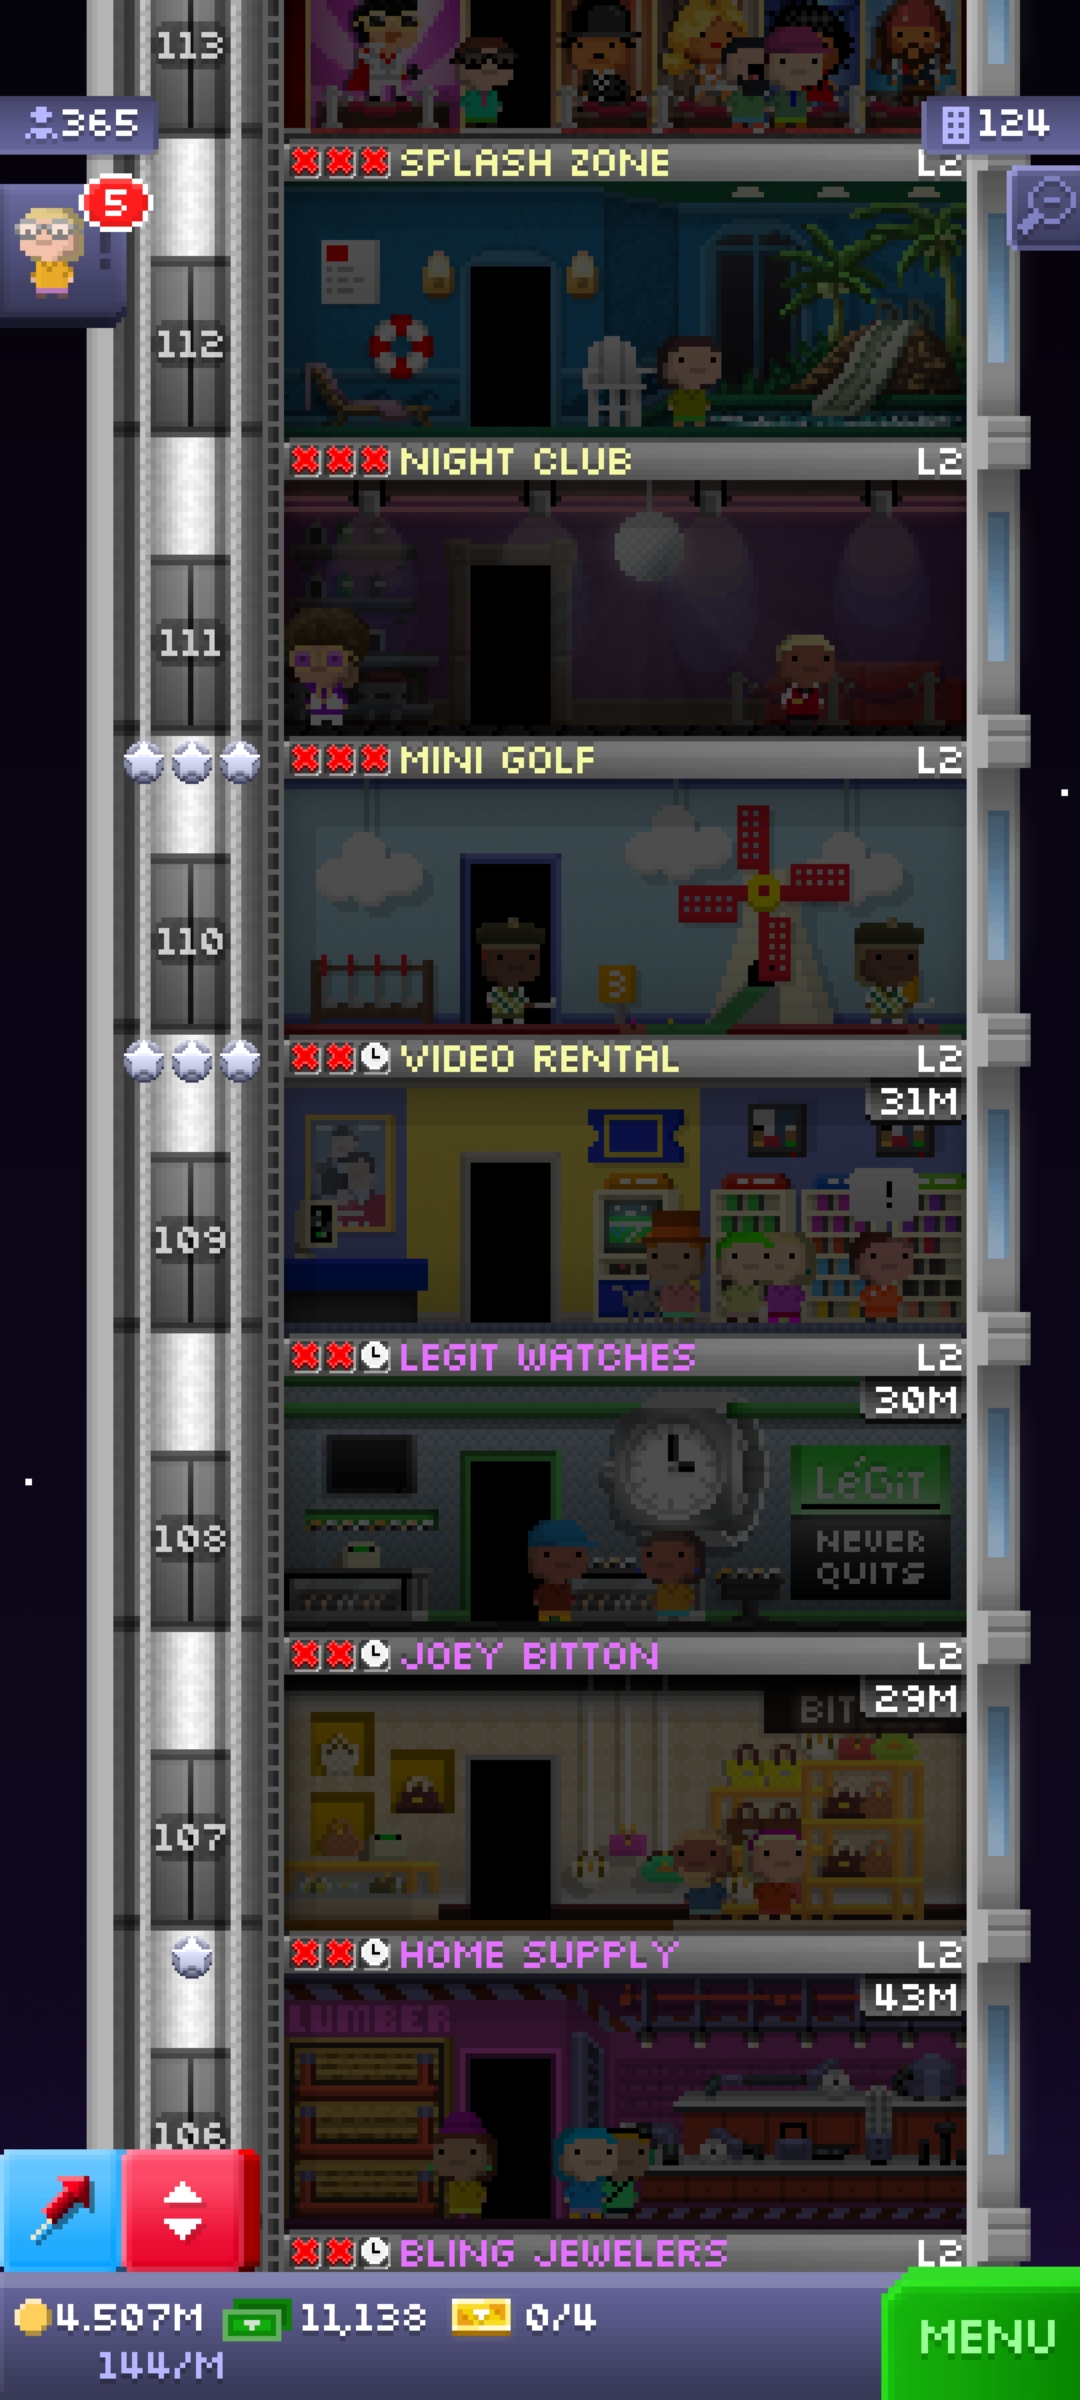 113
365
124
5
SPLASH ZONE L2
112
NIGHT CLUB L2
111
MINI GOLF L2
110
3
VIDEO RENTAL L2
31M
!
109
LEGIT WATCHES L2
30M
LéGiT
NEVER
QUITS
108
JOEY BITTON L2
29M
BIT
107
HOME SUPPLY L2
43M
LUMBER
106
BLING JEWELERS L2
4.507M 11,138 0/4
144/M
MENU